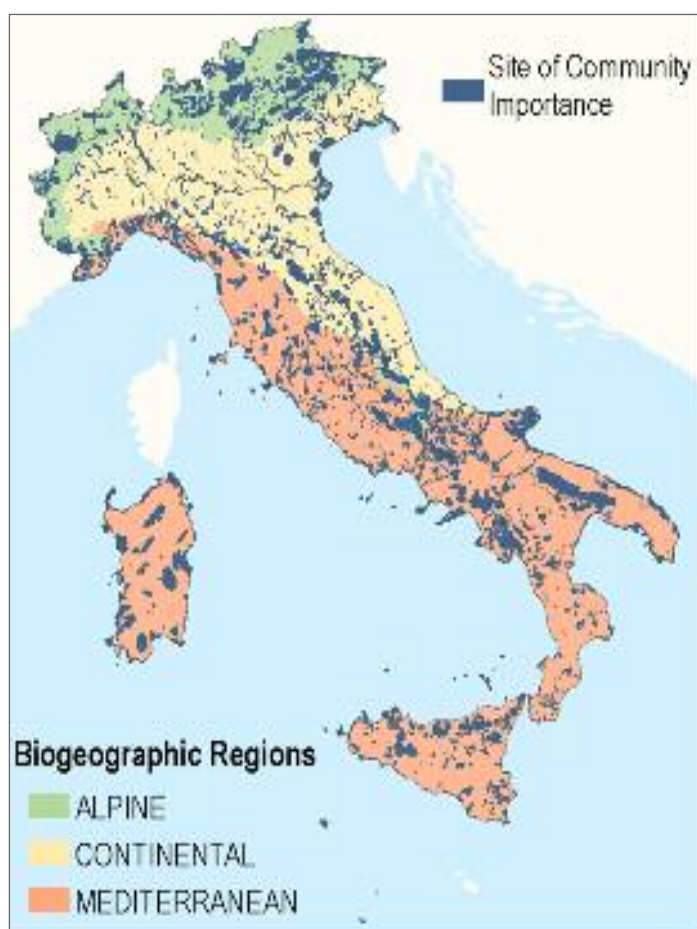 Site of Community
Importance
Biogeographic Regions
ALPINE
CONTINENTAL
MEDITERRANEAN